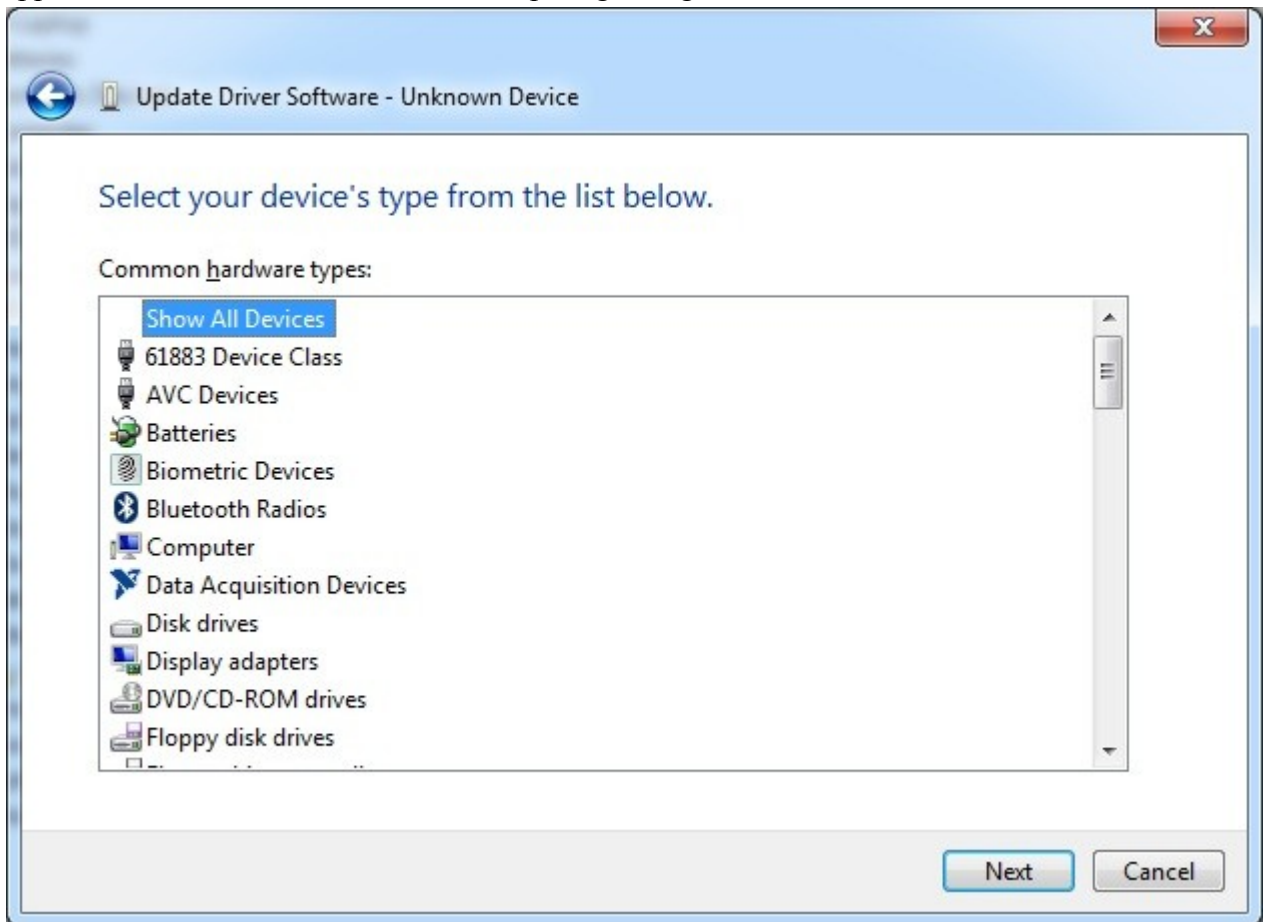 Update Driver Software - Unknown Device
Select your device's type from the list below.
Common hardware types:
Show All Devices
61883 Device Class
AVC Devices
Batteries
Biometric Devices
Bluetooth Radios
Computer
Data Acquisition Devices
Disk drives
Display adapters
DVD/CD-ROM drives
Floppy disk drives
Next Cancel